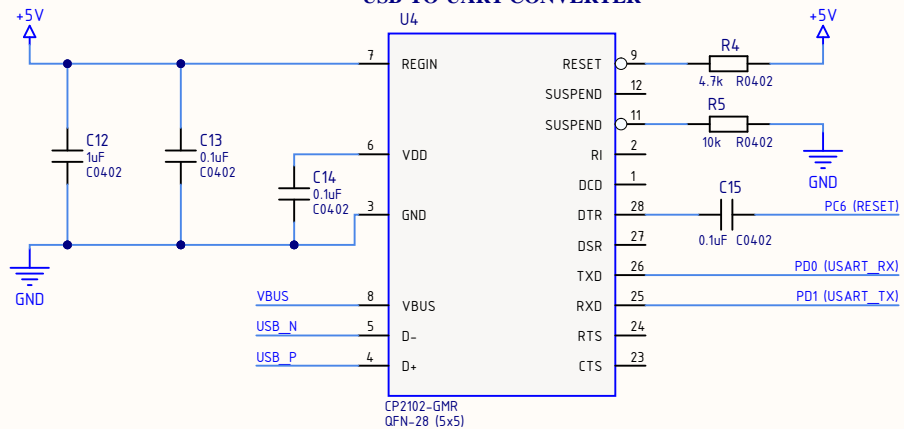 USB TO UART CONVERTER
+5V
U4
+5V
7
REGIN
RESET
9
R4
4.7k R0402
SUSPEND
12
C12
1uF
C0402
C13
0.1uF
C0402
SUSPEND
11
R5
10k R0402
GND
6
VDD
RI
2
C14
0.1uF
C0402
DCD
1
3
GND
DTR
28
C15
0.1uF C0402
PC6 (RESET)
DSR
27
GND
TXD
26
PD0 (USART_RX)
VBUS
8
VBUS
RXD
25
PD1 (USART_TX)
USB_N
5
D-
RTS
24
USB_P
4
D+
CTS
23
CP2102-GMR
QFN-28 (5x5)